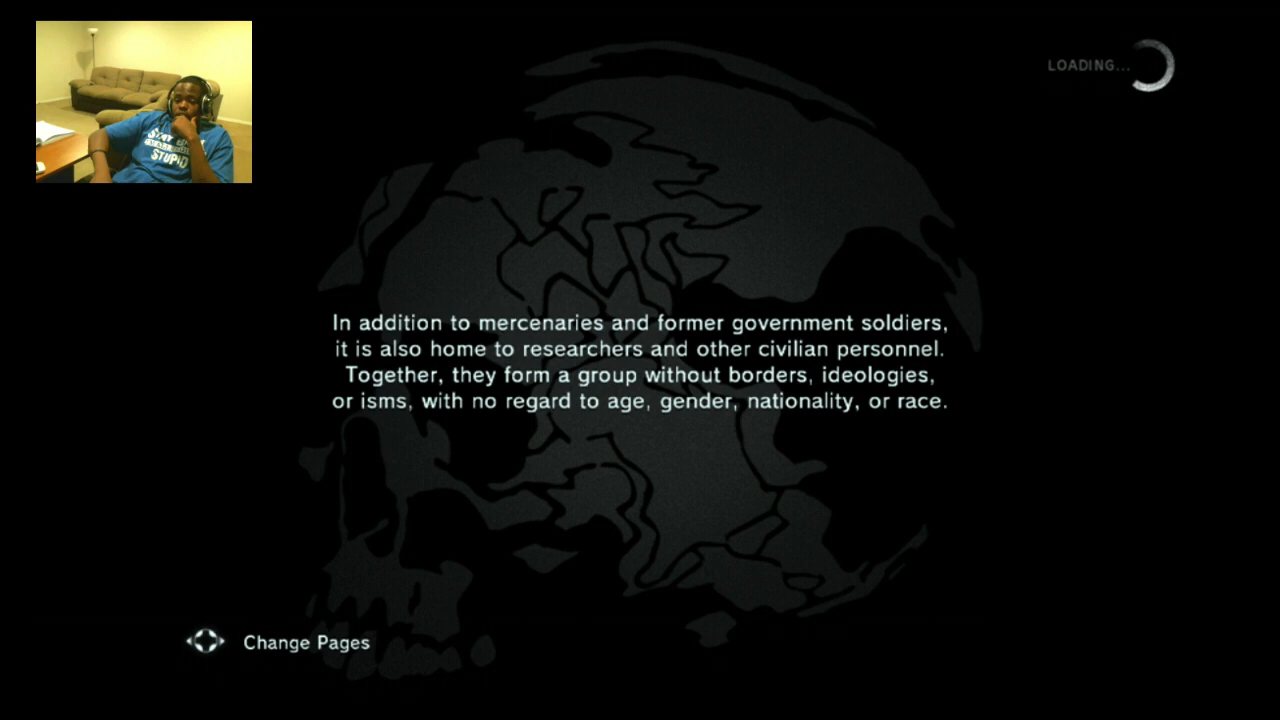 LOADING...
STUPID
In addition to mercenaries and former government soldiers,
it is also home to researchers and other civilian personnel.
Together, they form a group without borders, ideologies,
or isms, with no regard to age, gender, nationality, or race.
Change Pages